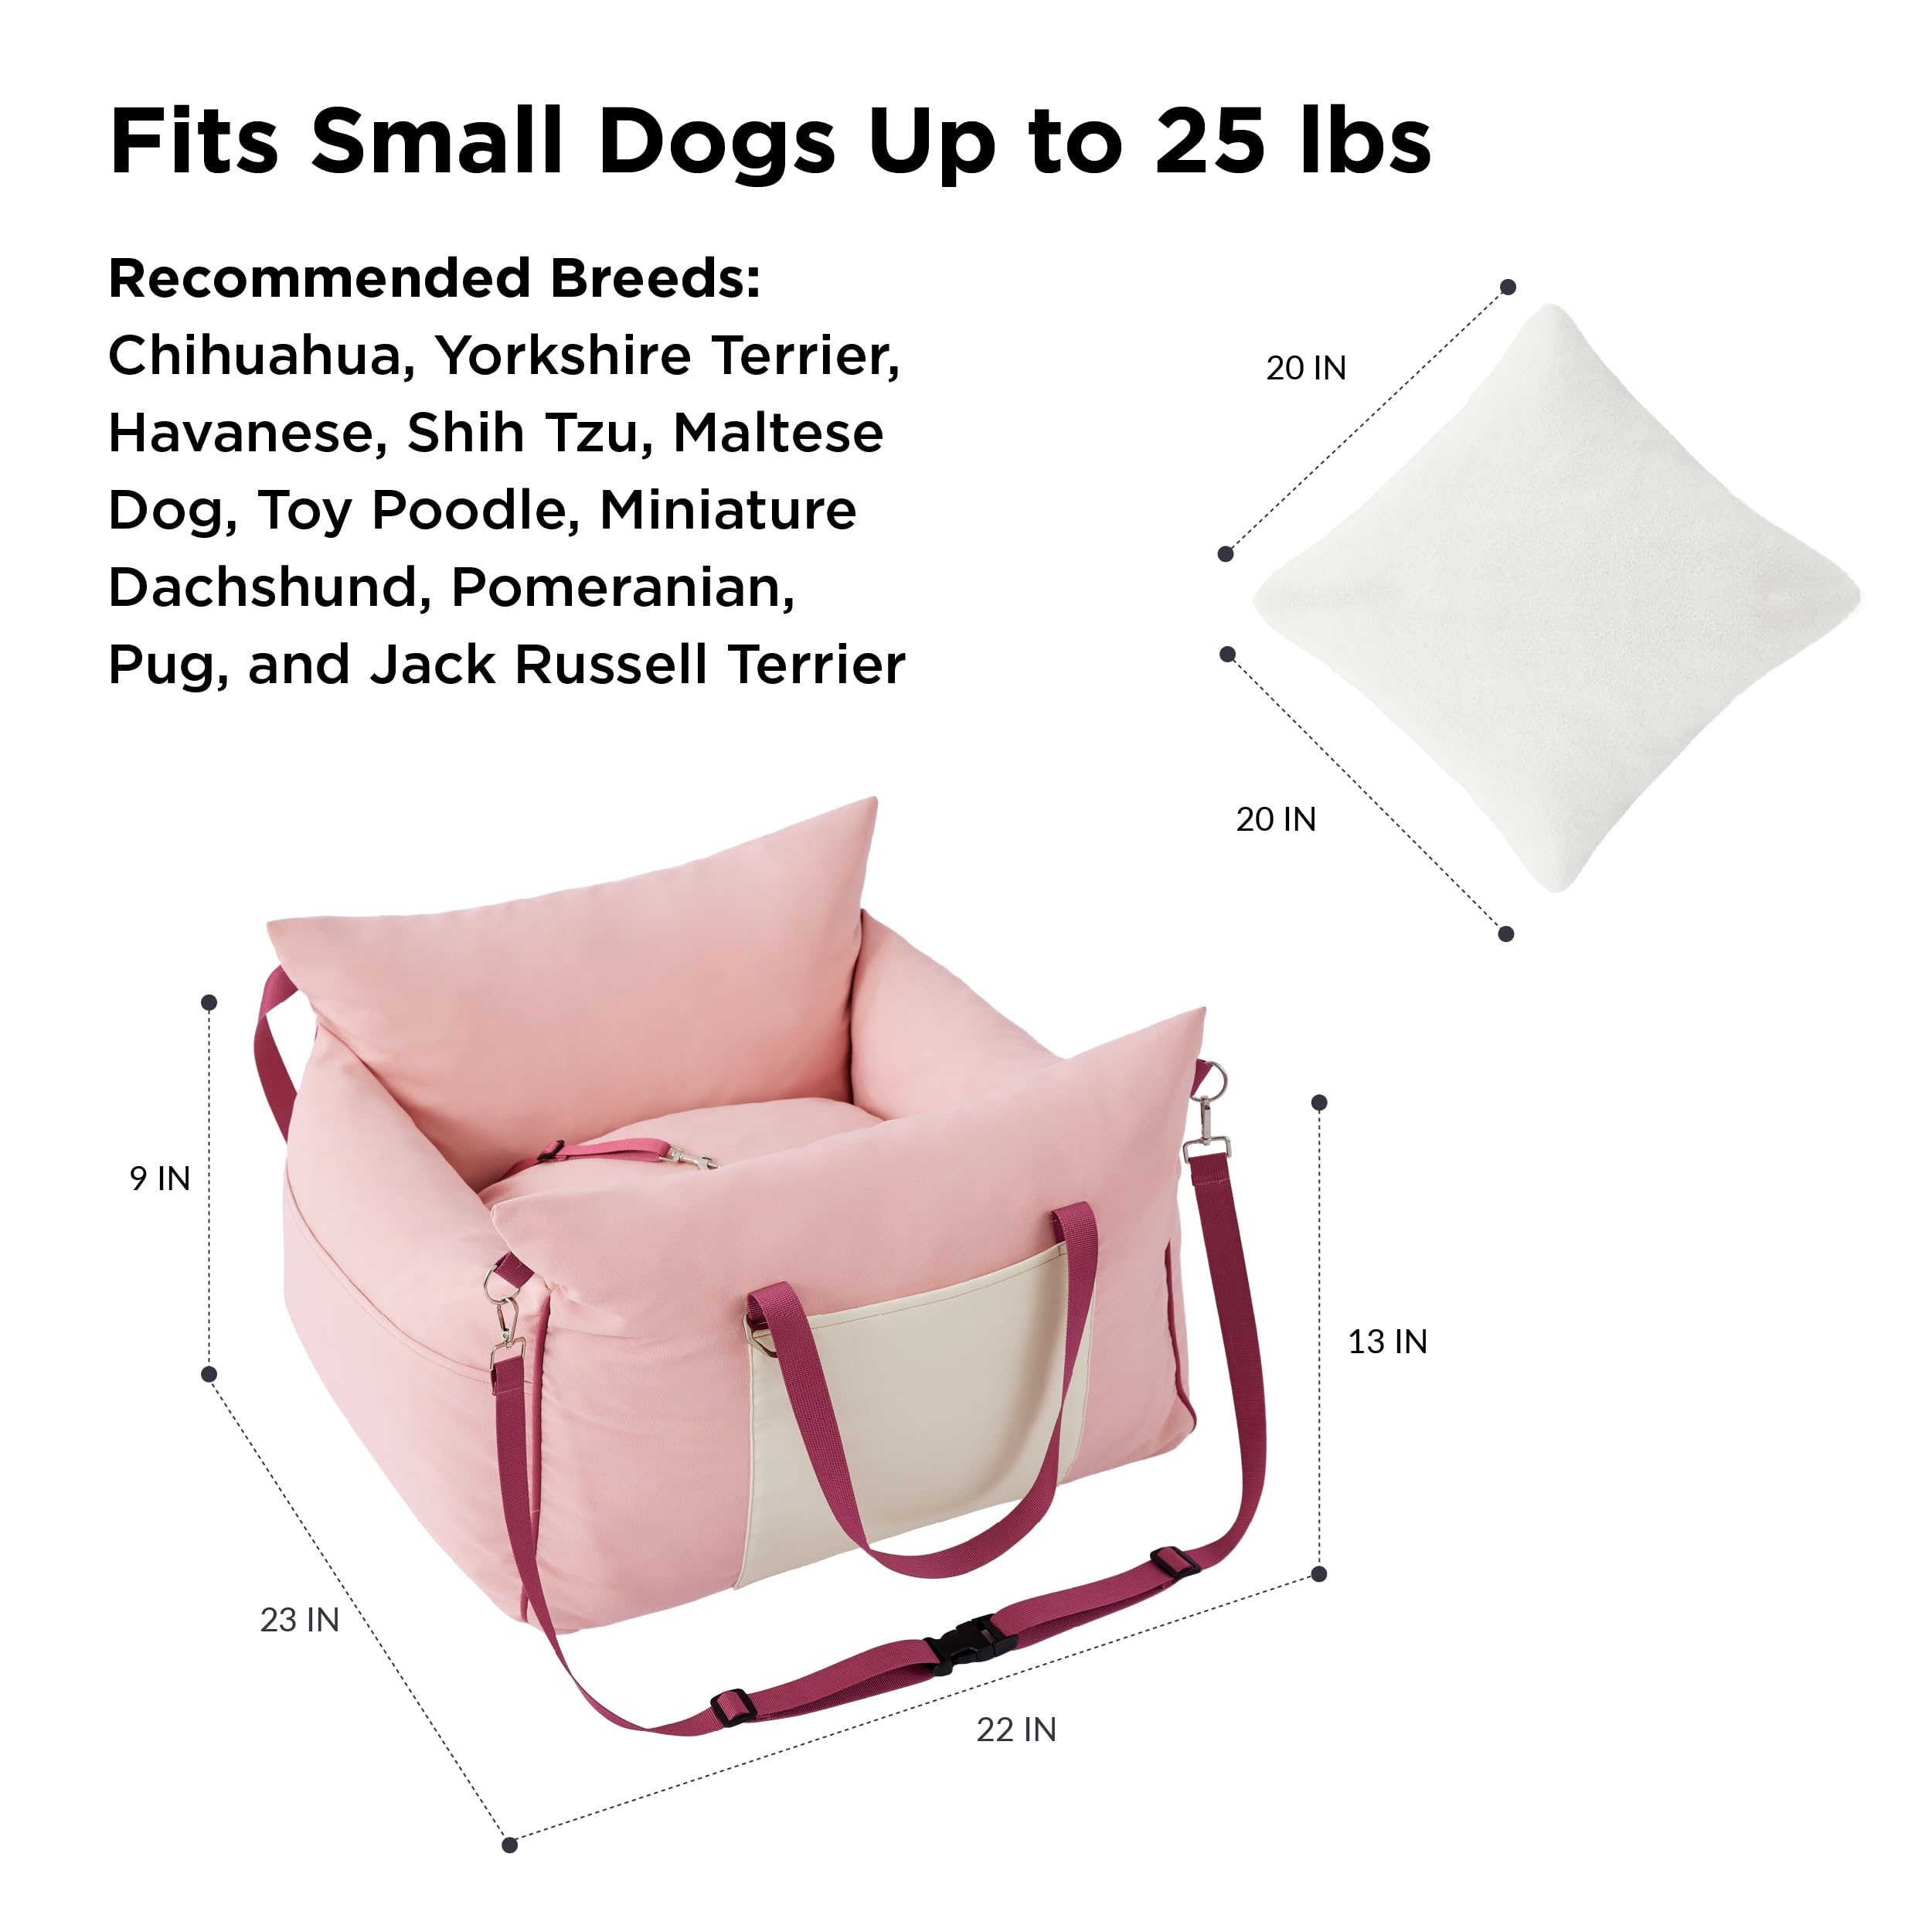 Fits Small Dogs Up to 25 lbs
Recommended Breeds:
Chihuahua, Yorkshire Terrier,
Havanese, Shih Tzu, Maltese
Dog, Toy Poodle, Miniature
Dachshund, Pomeranian,
Pug, and Jack Russell Terrier
20 IN
20 IN
9 IN
13 IN
23 IN
22 IN